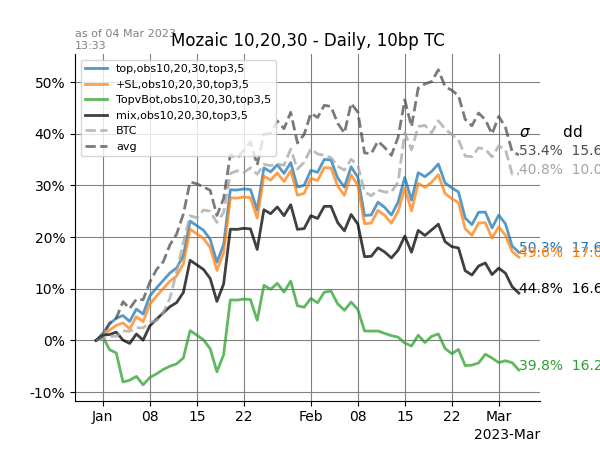 as of 04 Mar 2023
13:33
Mozaic 10,20,30 - Daily, 10bp TC
top,obs10,20,30,top3,5
+SL,obs10,20,30,top3,5
TopvBot,obs10,20,30,top3,5
mix,obs10,20,30,top3,5
BTC
avg
50%
40%
30%
20%
10%
0%
-10%
σ dd
53.4% 15.6
40.8% 10.0
50.3% 17.6
49.6% 17.0
44.8% 16.6
39.8% 16.2
Jan 08 15 22 Feb 08 15 22 Mar
2023-Mar